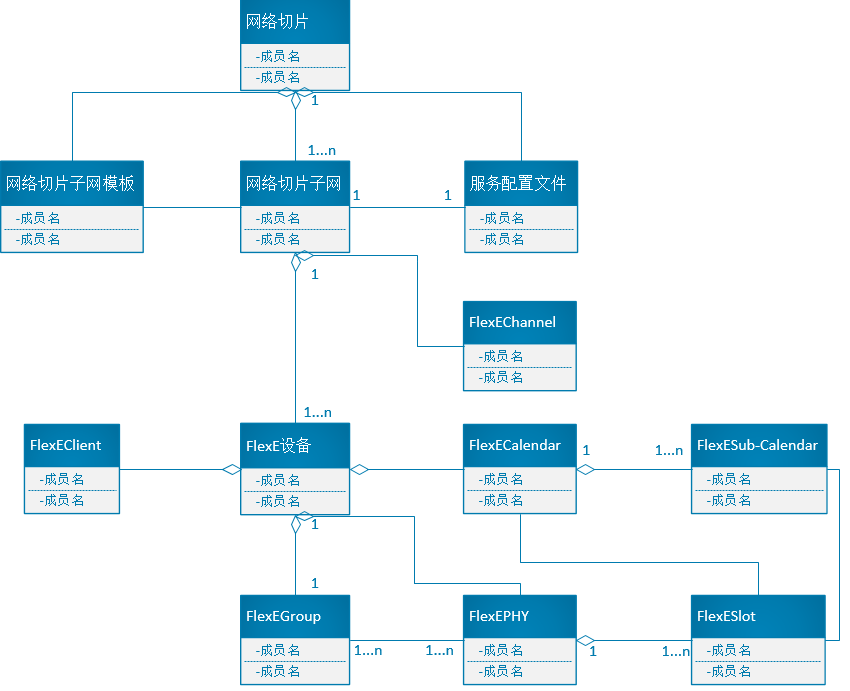 网络切片
-成员名
-成员名
1
1...n
网络切片子网模板
-成员名
-成员名
网络切片子网
-成员名
-成员名
1
1
服务配置文件
-成员名
-成员名
1
FlexEChannel
-成员名
-成员名
1...n
FlexEClient
-成员名
-成员名
FlexE设备
-成员名
-成员名
FlexECalendar
-成员名
-成员名
1
1...n
FlexESub-Calendar
-成员名
-成员名
1
1
FlexEGroup
-成员名
-成员名
1...n
1...n
FlexEPHY
-成员名
-成员名
1
1...n
FlexESlot
-成员名
-成员名